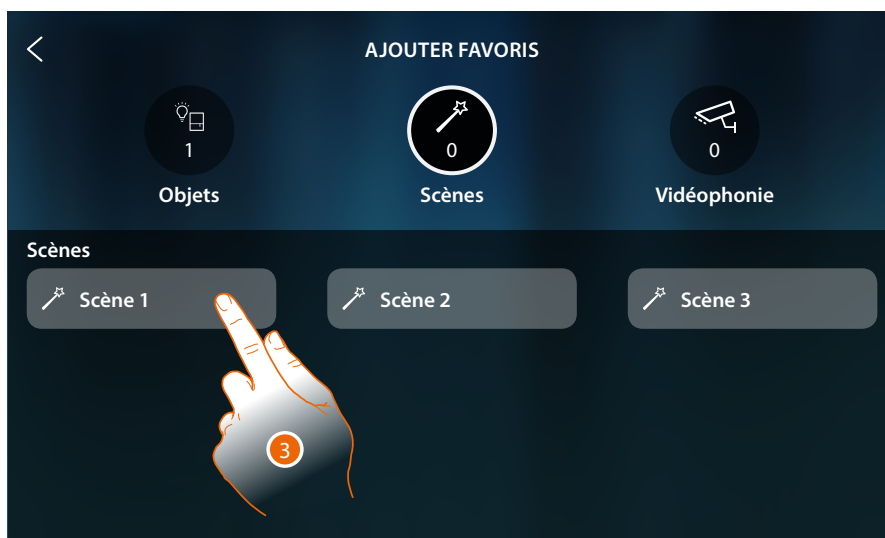 AJOUTER FAVORIS
1
0
0
Objets
Scènes
Vidéophonie
Scènes
Scène 1
Scène 2
Scène 3
3